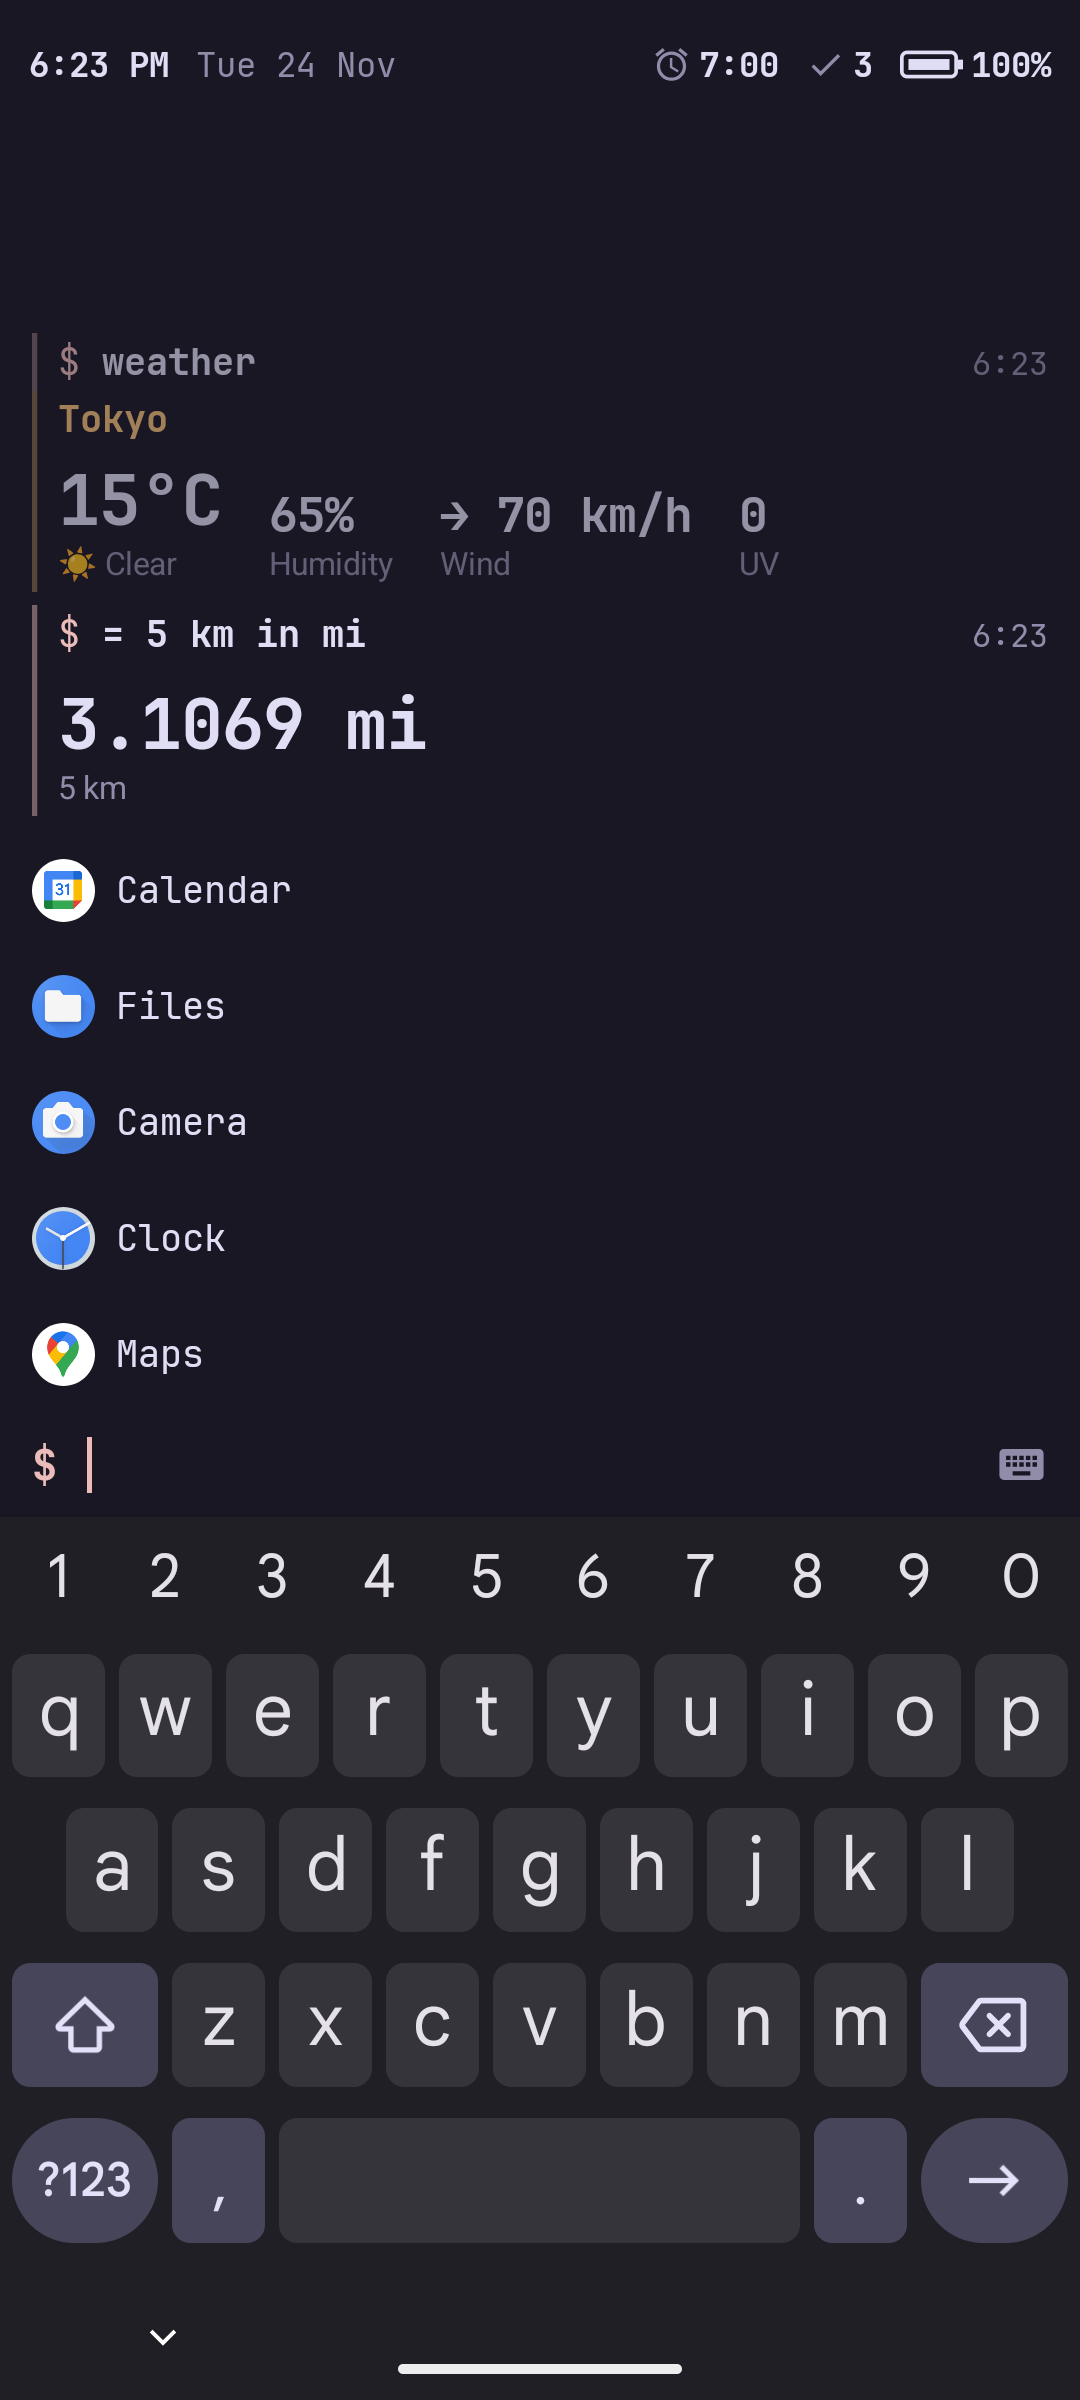 6:23 PM Tue 24 Nov 7:00 3 100%
$ weather 6:23
Tokyo
15°C 65% → 70 km/h 0
Clear Humidity Wind UV
$ = 5 km in mi 6:23
3.1069 mi
5 km
31 Calendar
Files
Camera
Clock
Maps
$
1 2 3 4 5 6 7 8 9 0
q w e r t y u i o p
a s d f g h j k l
z x c v b n m
?123 , .